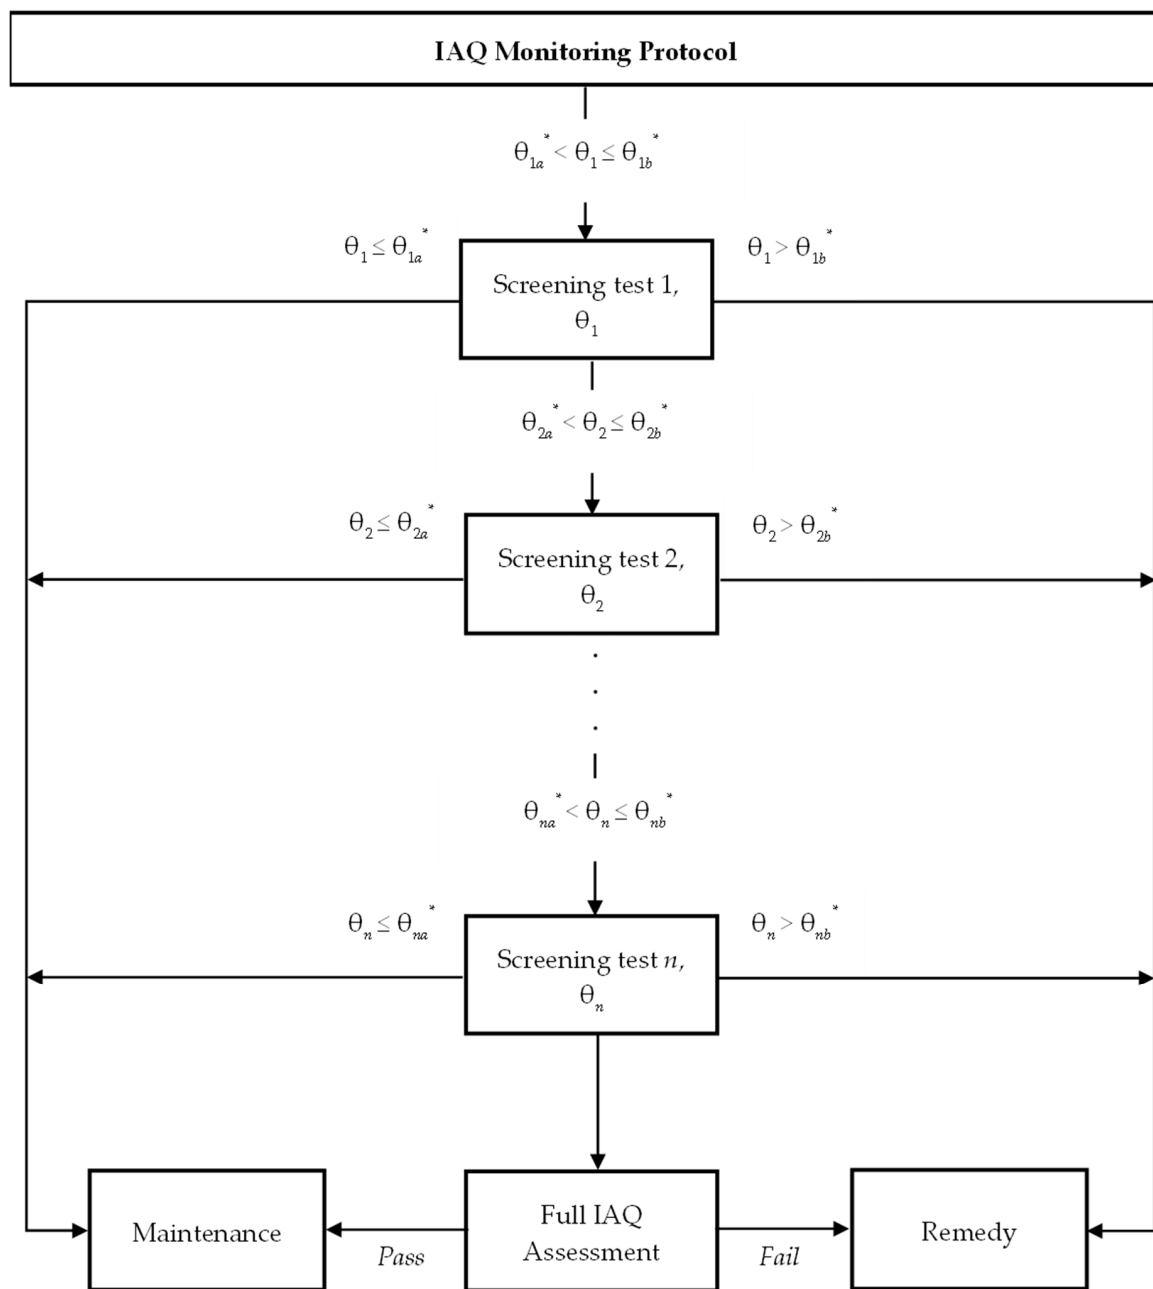 IAQ Monitoring Protocol
θ1a* < θ1 ≤ θ1b*
θ1 ≤ θ1a*
θ1 > θ1b*
Screening test 1,
θ1
θ2a* < θ2 ≤ θ2b*
θ2 ≤ θ2a*
θ2 > θ2b*
Screening test 2,
θ2
.
.
.
θna* < θn ≤ θnb*
θn ≤ θna*
θn > θnb*
Screening test n,
θn
Maintenance
Pass
Full IAQ
Assessment
Fail
Remedy